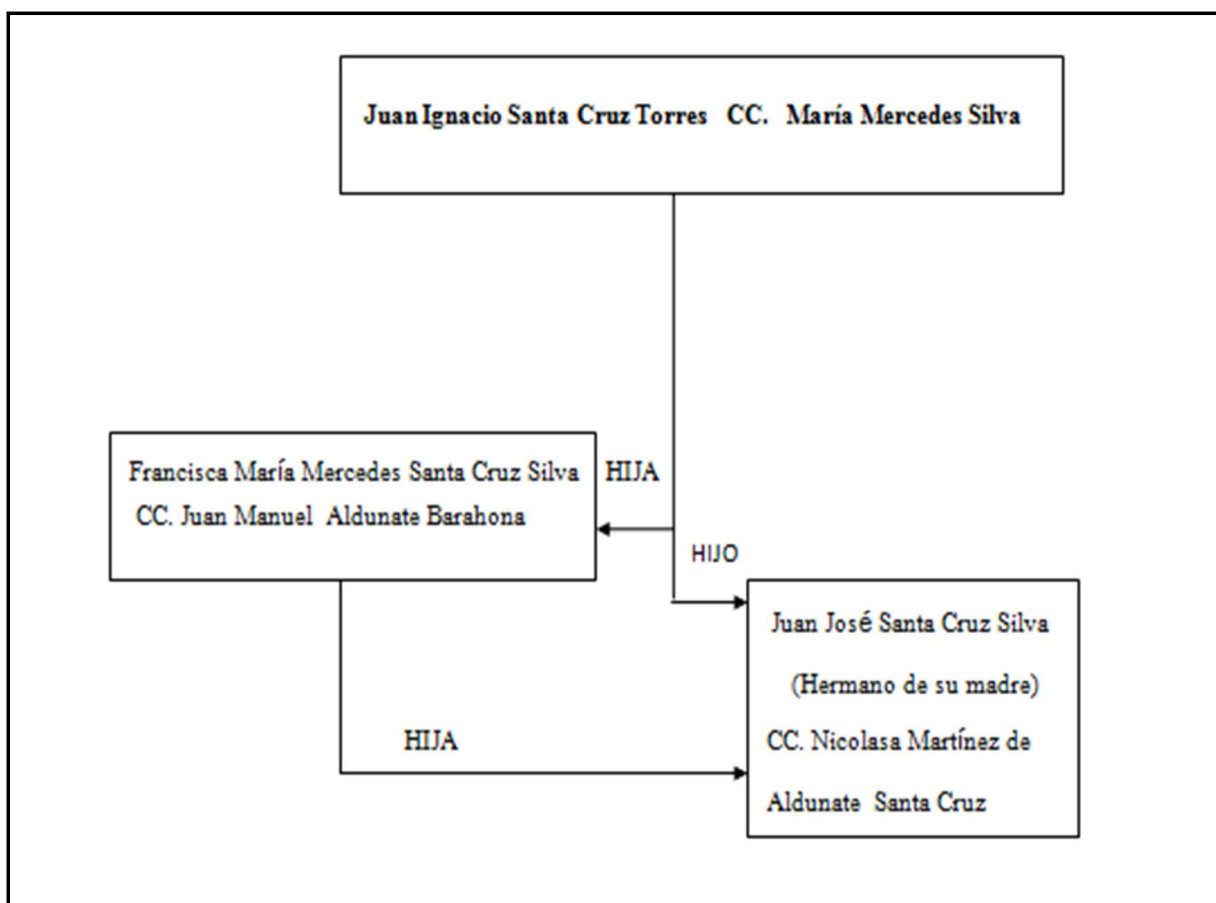 Juan Ignacio Santa Cruz Torres CC. María Mercedes Silva
Francisca María Mercedes Santa Cruz Silva
CC. Juan Manuel Aldunate Barahona
HIJA
HIJO
Juan José Santa Cruz Silva
(Hermano de su madre)
CC. Nicolasa Martínez de
Aldunate Santa Cruz
HIJA